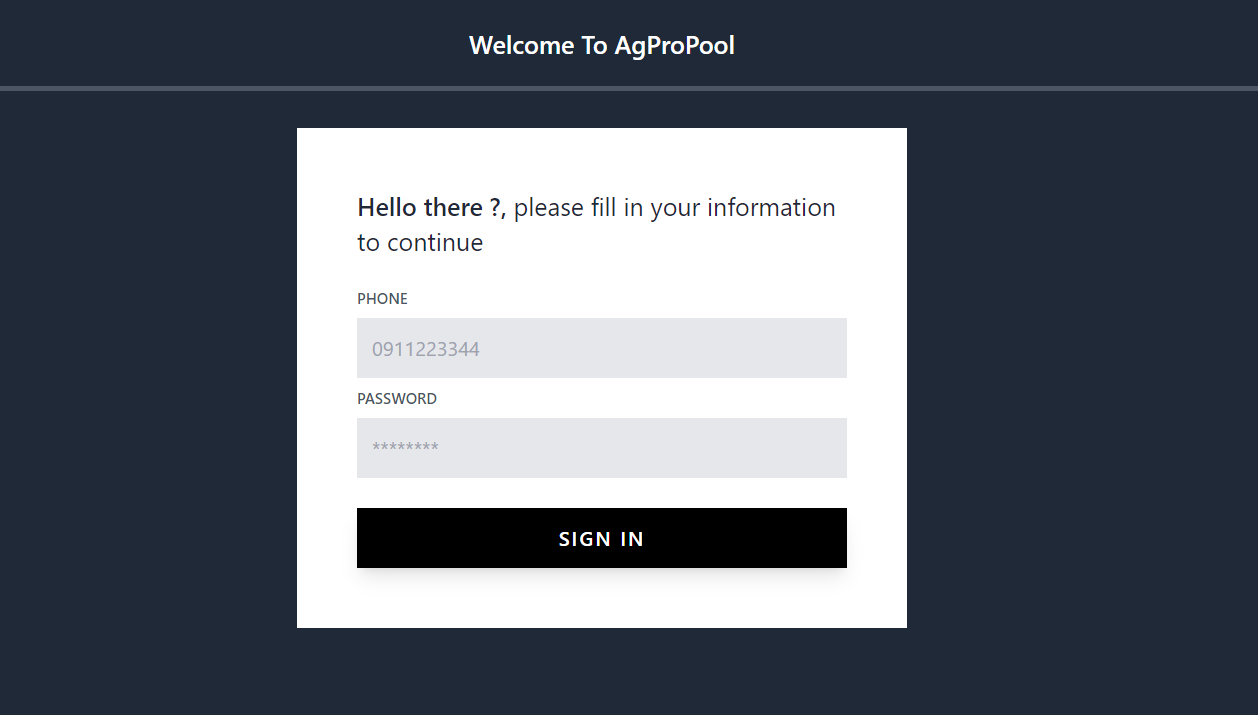 Welcome To AgProPool
Hello there ?, please fill in your information
to continue
PHONE
0911223344
PASSWORD
********
SIGN IN